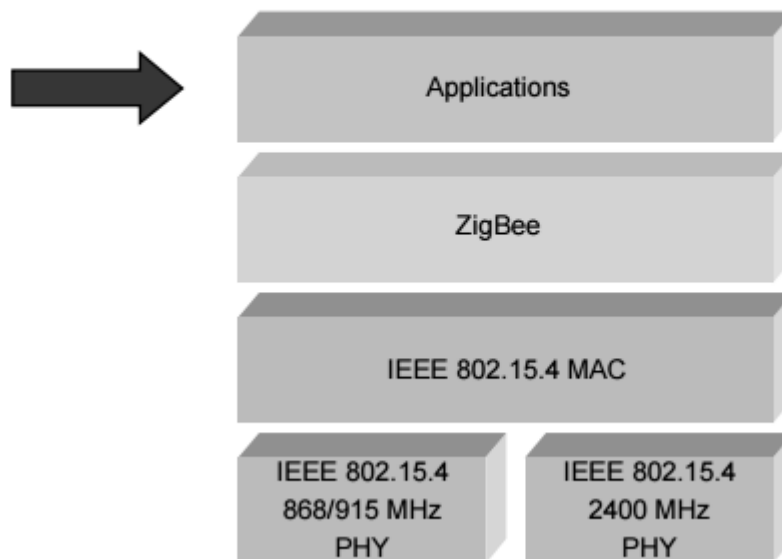 Applications
ZigBee
IEEE 802.15.4 MAC
IEEE 802.15.4
868/915 MHz
PHY
IEEE 802.15.4
2400 MHz
PHY